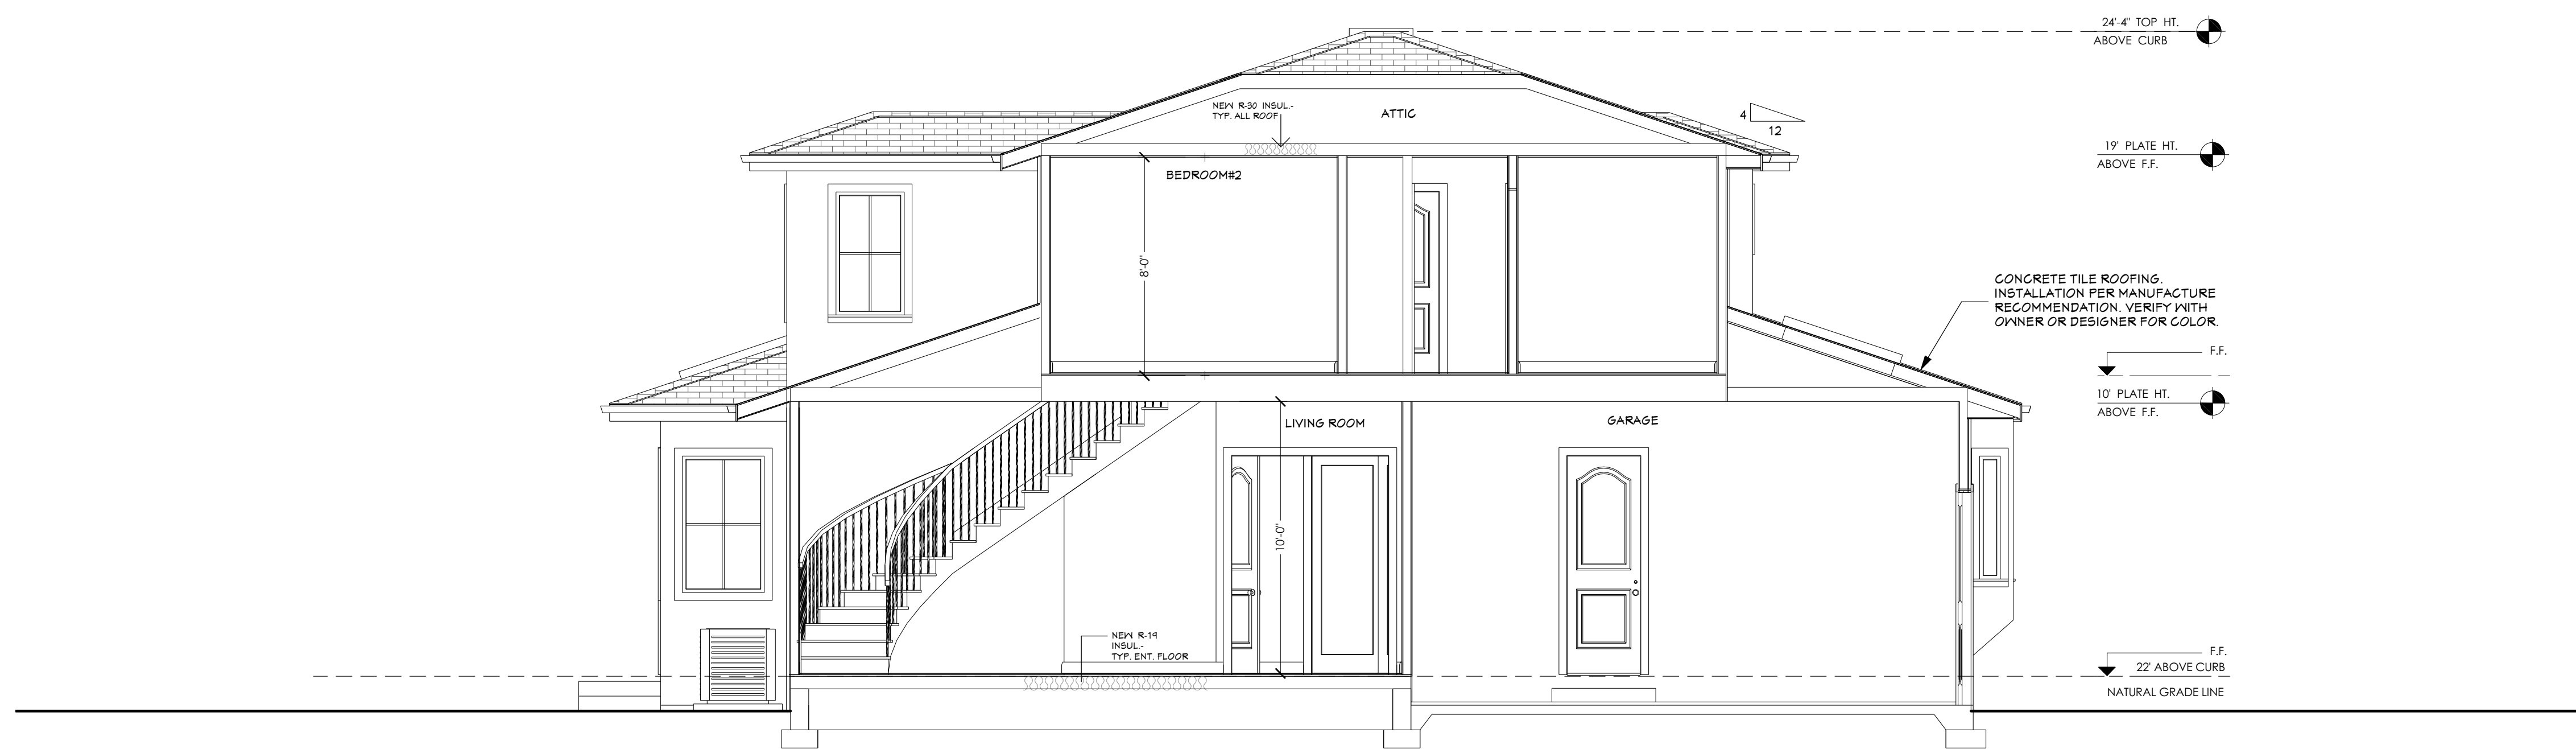 24'-4" TOP HT.
ABOVE CURB
NEW R-30 INSUL.-
TYP. ALL ROOF
ATTIC
4
12
19' PLATE HT.
ABOVE F.F.
BEDROOM#2
8'-0"
CONCRETE TILE ROOFING.
INSTALLATION PER MANUFACTURE
RECOMMENDATION. VERIFY WITH
OWNER OR DESIGNER FOR COLOR.
F.F.
10' PLATE HT.
ABOVE F.F.
LIVING ROOM
GARAGE
10'-0"
NEW R-19
INSUL.-
TYP. ENT. FLOOR
F.F.
22' ABOVE CURB
NATURAL GRADE LINE